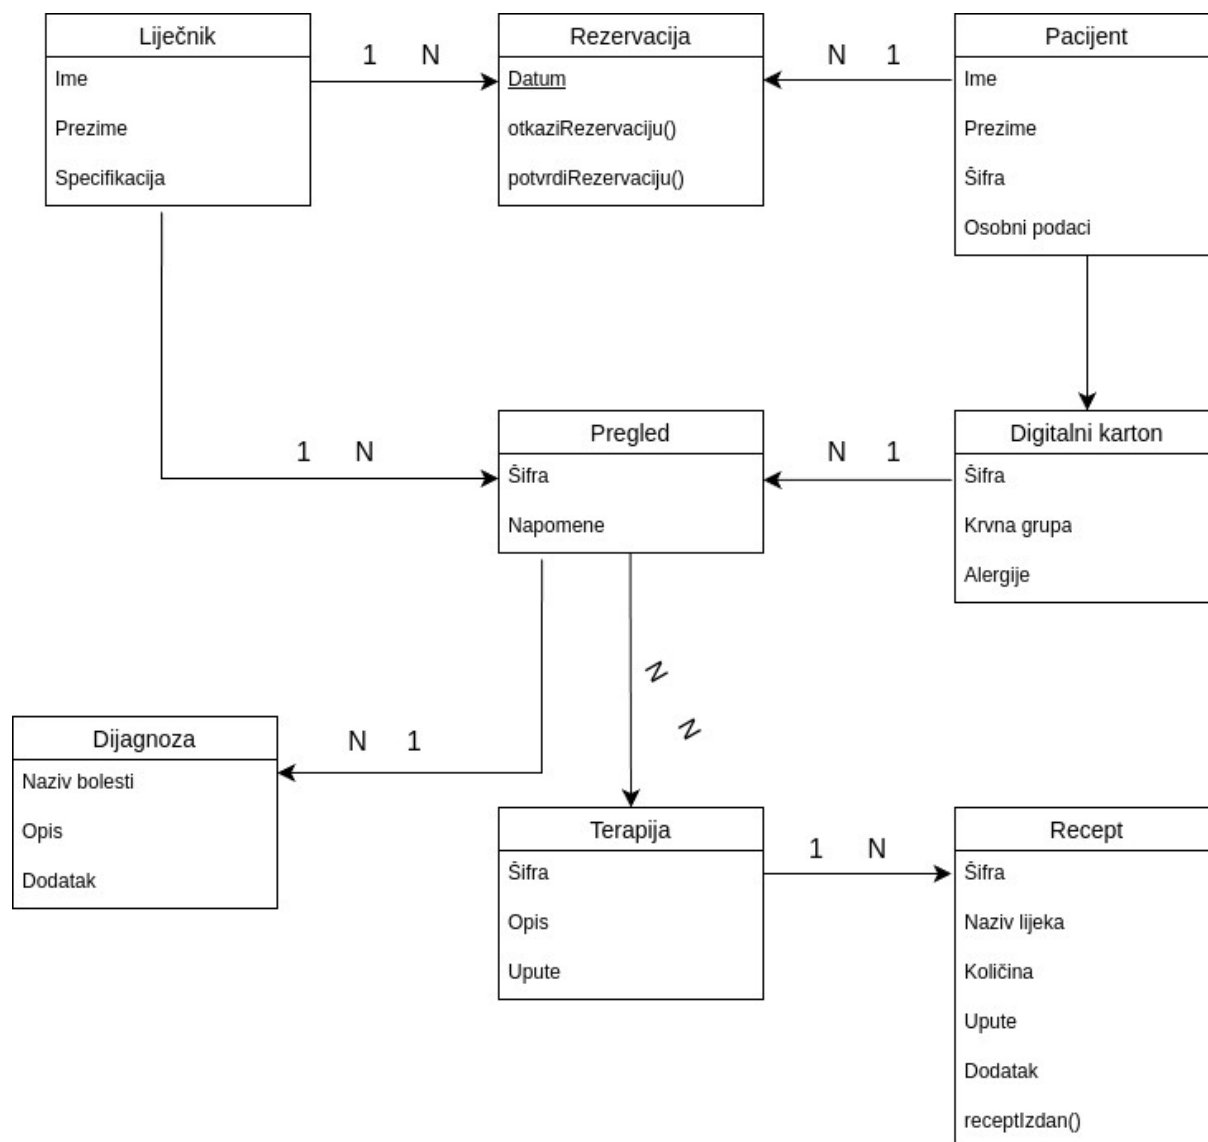 Liječnik
Ime
Prezime
Specifikacija
1 N
Rezervacija
Datum
otkaziRezervaciju()
potvrdiRezervaciju()
N 1
Pacijent
Ime
Prezime
Šifra
Osobni podaci
1 N
Pregled
Šifra
Napomene
N 1
Digitalni karton
Šifra
Krvna grupa
Alergije
N
N
Dijagnoza
Naziv bolesti
Opis
Dodatak
N 1
Terapija
Šifra
Opis
Upute
1 N
Recept
Šifra
Naziv lijeka
Količina
Upute
Dodatak
receptIzdan()